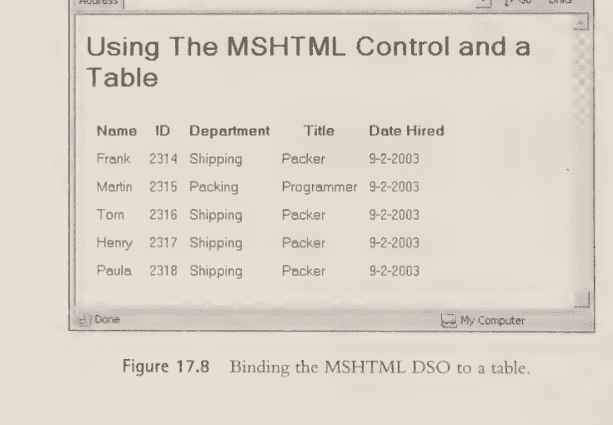 Address
Using The MSHTML Control and a
Table
Name ID Department Title Date Hired
Frank 2314 Shipping Packer 9-2-2003
Martin 2315 Packing Programmer 9-2-2003
Tom 2316 Shipping Packer 9-2-2003
Henry 2317 Shipping Packer 9-2-2003
Paula 2318 Shipping Packer 9-2-2003
Done My Computer
Figure 17.8 Binding the MSHTML DSO to a table.